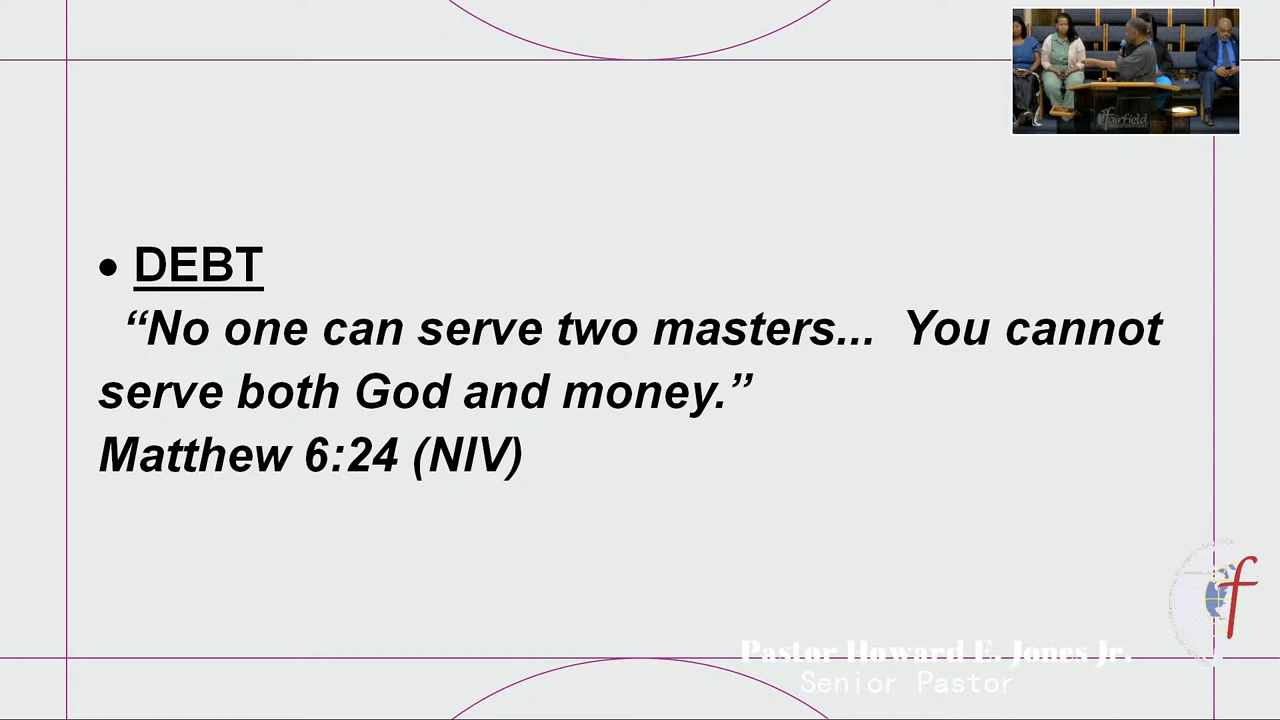 fairfield
• DEBT
“No one can serve two masters... You cannot
serve both God and money.”
Matthew 6:24 (NIV)
f
Pastor Howard E. Jones Jr.
Senior Pastor